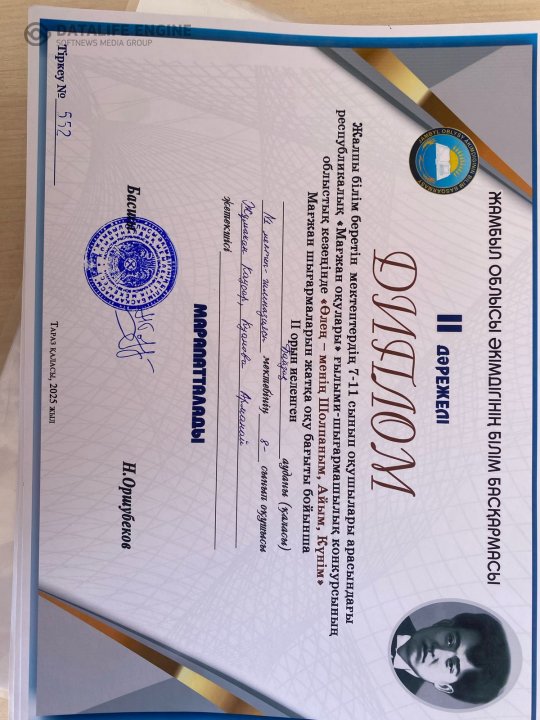 DATALIFE ENGINE
SOFTNEWS MEDIA GROUP
ЖАМБЫЛ ОБЛЫСЫ ӘКІМДІГІНІҢ БІЛІМ БАСҚАРМАСЫ
II ДӘРЕЖЕЛІ
ДИПЛОМ
Жалпы білім беретін мектептердің 7-11 сынып оқушылары арасындағы
республикалық «Мағжан оқулары» ғылыми-шығармашылық конкурсының
облыстық кезеңінде «Өлең – менің Шолпаным, Айым, Күнім»
Мағжан шығармаларын жатқа оқу бағыты бойынша
II орын иеленген
ауданы (қаласы)
мектебінің 8- сынып оқушысы
жетекшісі
МАРАПАТТАЛАДЫ
Басшы Н.Оршубеков
Тіркеу № 552
Тараз қаласы, 2025 жыл